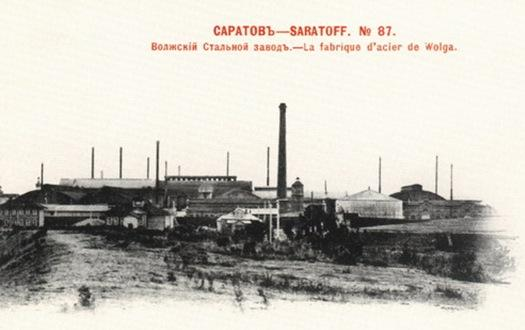 САРАТОВЪ—SARATOFF. № 87.
Волжскій Стальной заводъ.—La fabrique d'acier de Wolga.